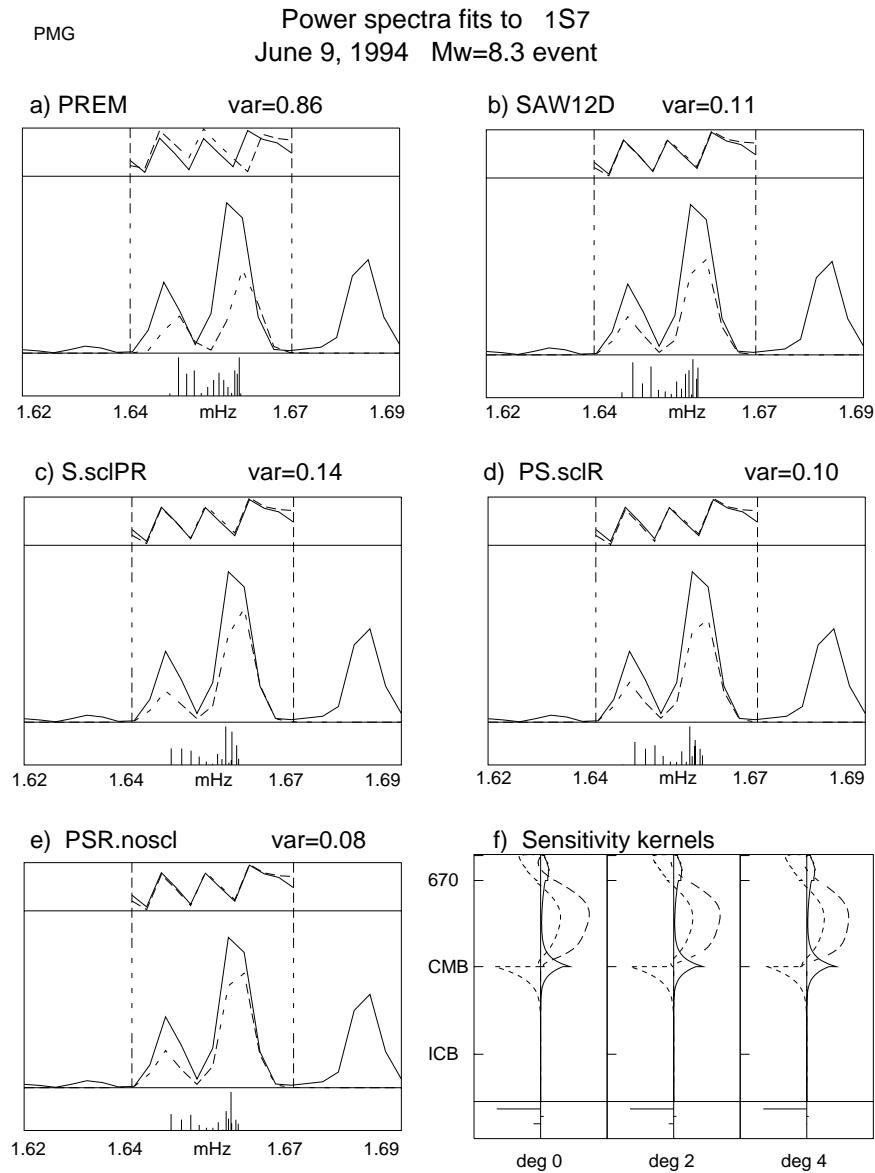 PMG
Power spectra fits to 1S7
June 9, 1994 Mw=8.3 event
a) PREM var=0.86
b) SAW12D var=0.11
1.62 1.64 mHz 1.67 1.69
1.62 1.64 mHz 1.67 1.69
c) S.sclPR var=0.14
d) PS.sclR var=0.10
1.62 1.64 mHz 1.67 1.69
1.62 1.64 mHz 1.67 1.69
e) PSR.noscl var=0.08
f) Sensitivity kernels
670
CMB
ICB
1.62 1.64 mHz 1.67 1.69
deg 0 deg 2 deg 4